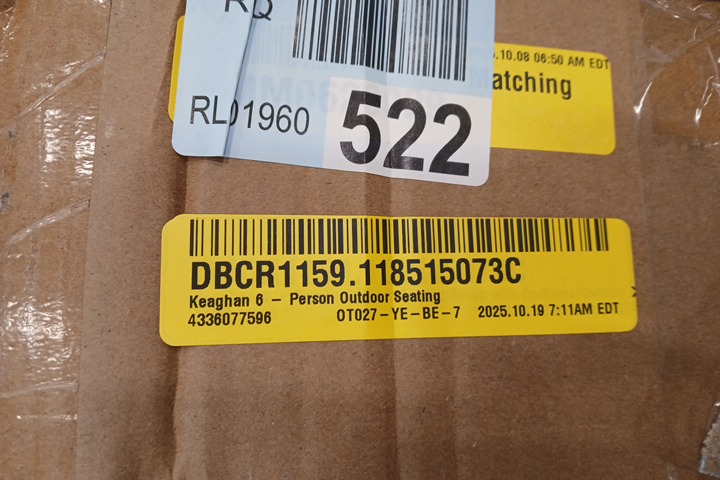 RQ
.10.08 06:50 AM EDT
atching
RL01960
522
DBCR1159.118515073C
Keaghan 6 – Person Outdoor Seating
4336077596 OT027-YE-BE-7 2025.10.19 7:11AM EDT